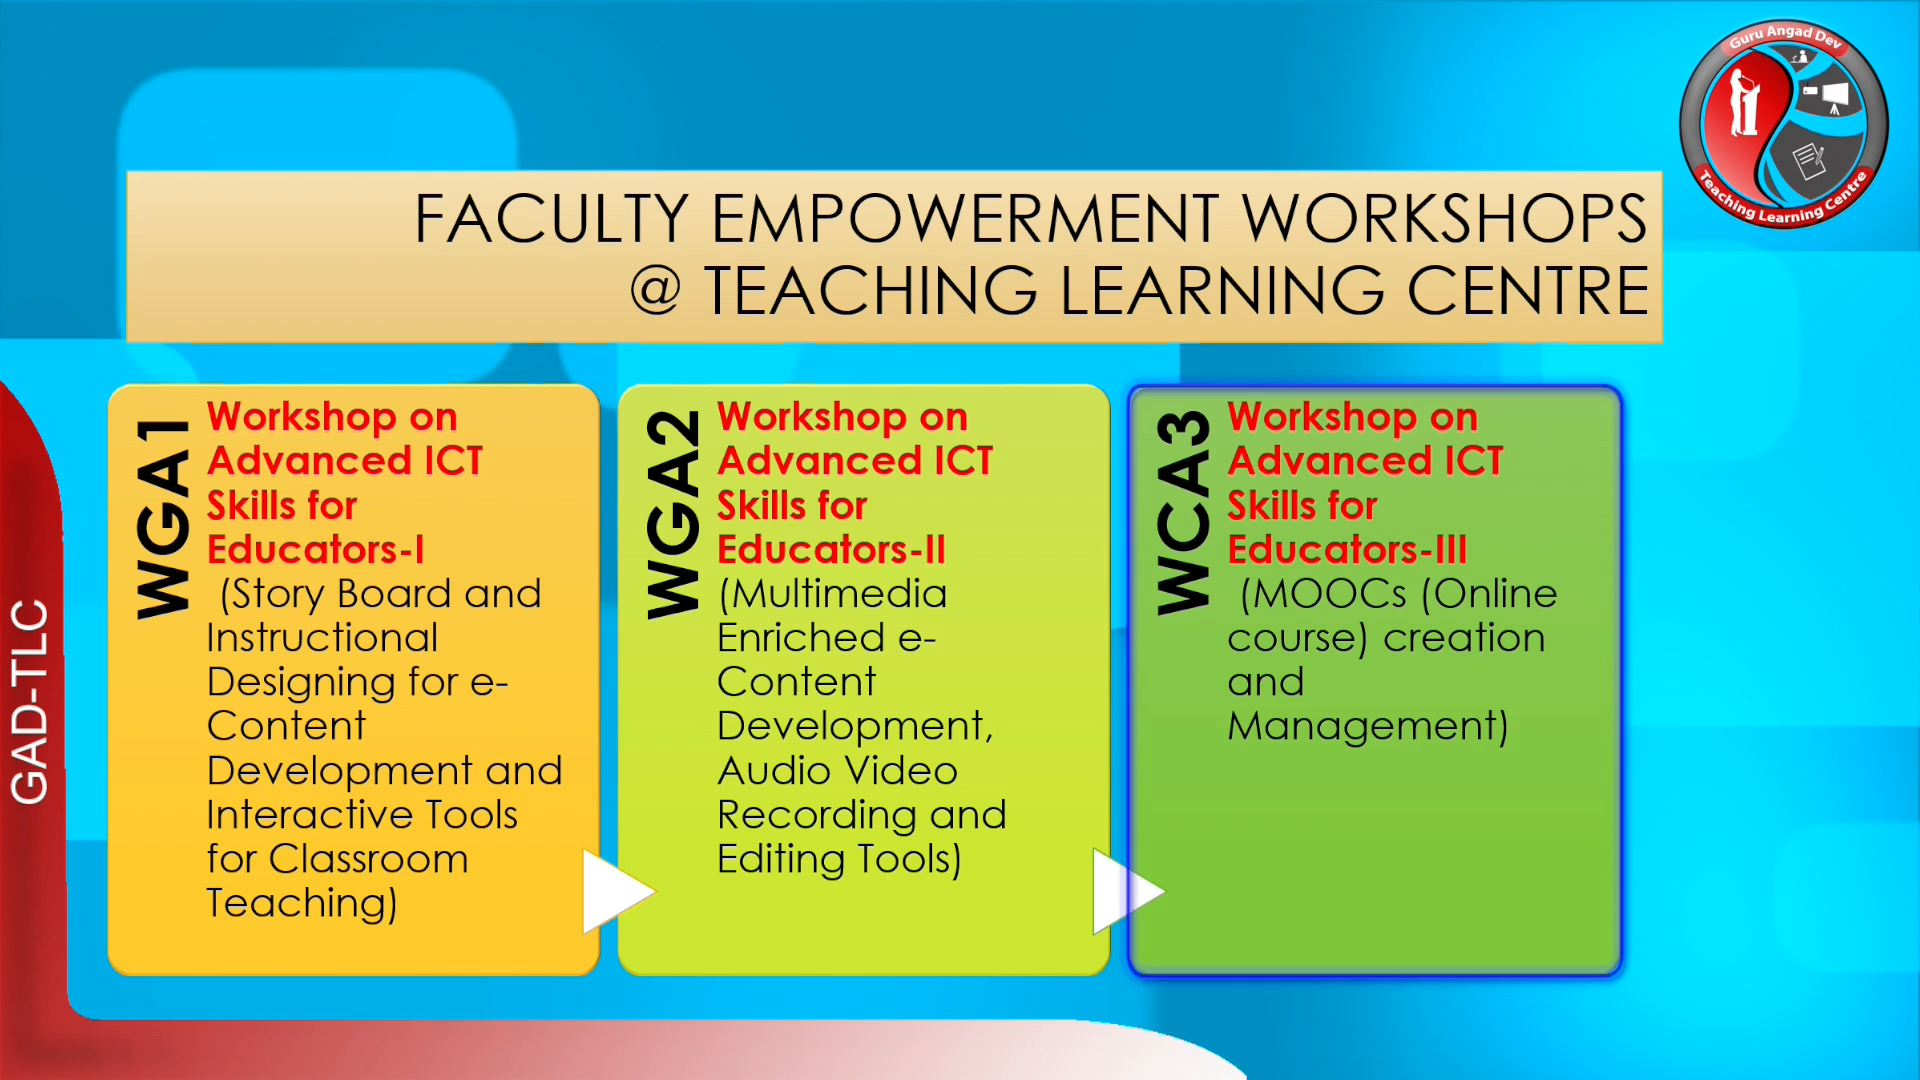 Guru Angad Dev
Teaching Learning Centre
FACULTY EMPOWERMENT WORKSHOPS
@ TEACHING LEARNING CENTRE
WGA1
Workshop on
Advanced ICT
Skills for
Educators-I
(Story Board and
Instructional
Designing for e-
Content
Development and
Interactive Tools
for Classroom
Teaching)
WGA2
Workshop on
Advanced ICT
Skills for
Educators-II
(Multimedia
Enriched e-
Content
Development,
Audio Video
Recording and
Editing Tools)
WCA3
Workshop on
Advanced ICT
Skills for
Educators-III
(MOOCs (Online
course) creation
and
Management)
GAD-TLC